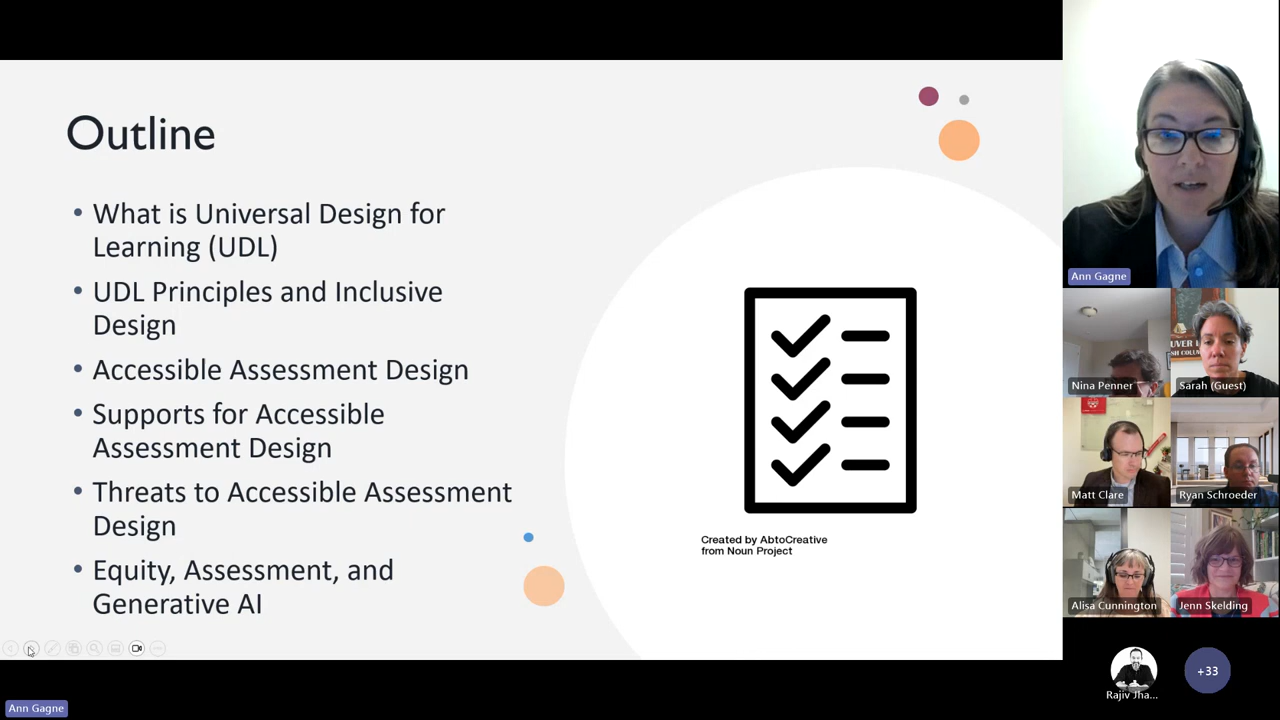 Outline
• What is Universal Design for
Learning (UDL)
• UDL Principles and Inclusive
Design
• Accessible Assessment Design
• Supports for Accessible
Assessment Design
• Threats to Accessible Assessment
Design
• Equity, Assessment, and
Generative AI
Created by AbtoCreative
from Noun Project
Ann Gagne
Nina Penner
Sarah (Guest)
Matt Clare
Ryan Schroeder
Alisa Cunnington
Jenn Skelding
Rajiv Jha...
+33
Ann Gagne